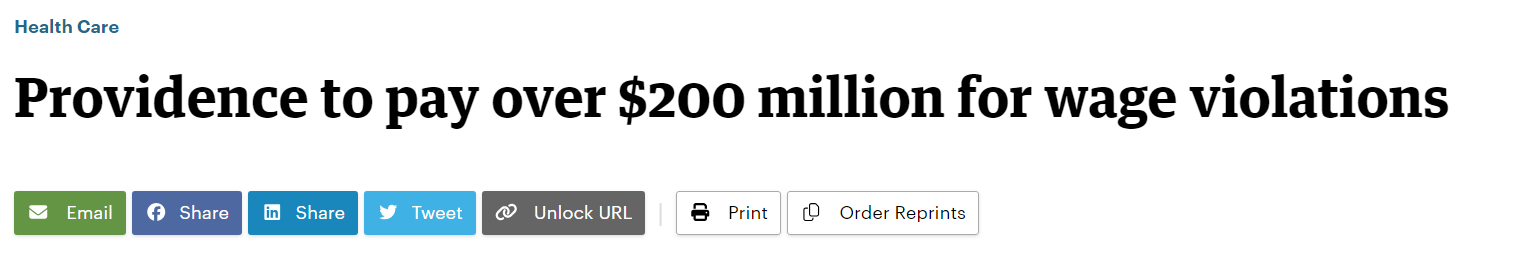 Health Care
Providence to pay over $200 million for wage violations
Email Share Share Tweet Unlock URL Print Order Reprints